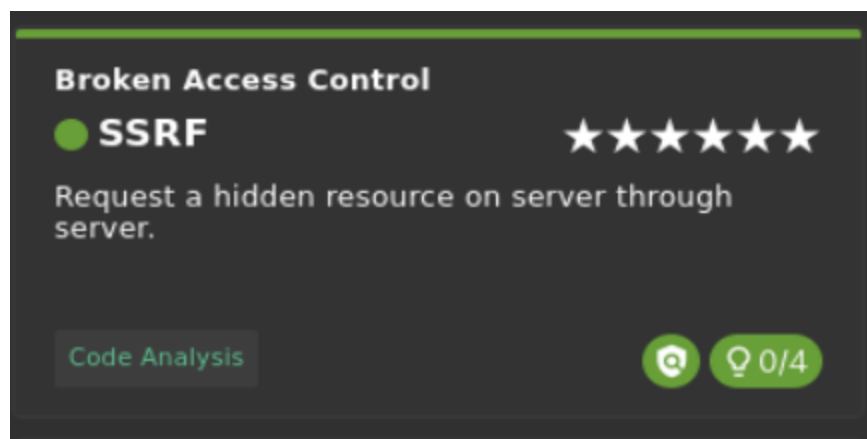 Broken Access Control
SSRF
Request a hidden resource on server through
server.
Code Analysis
0/4